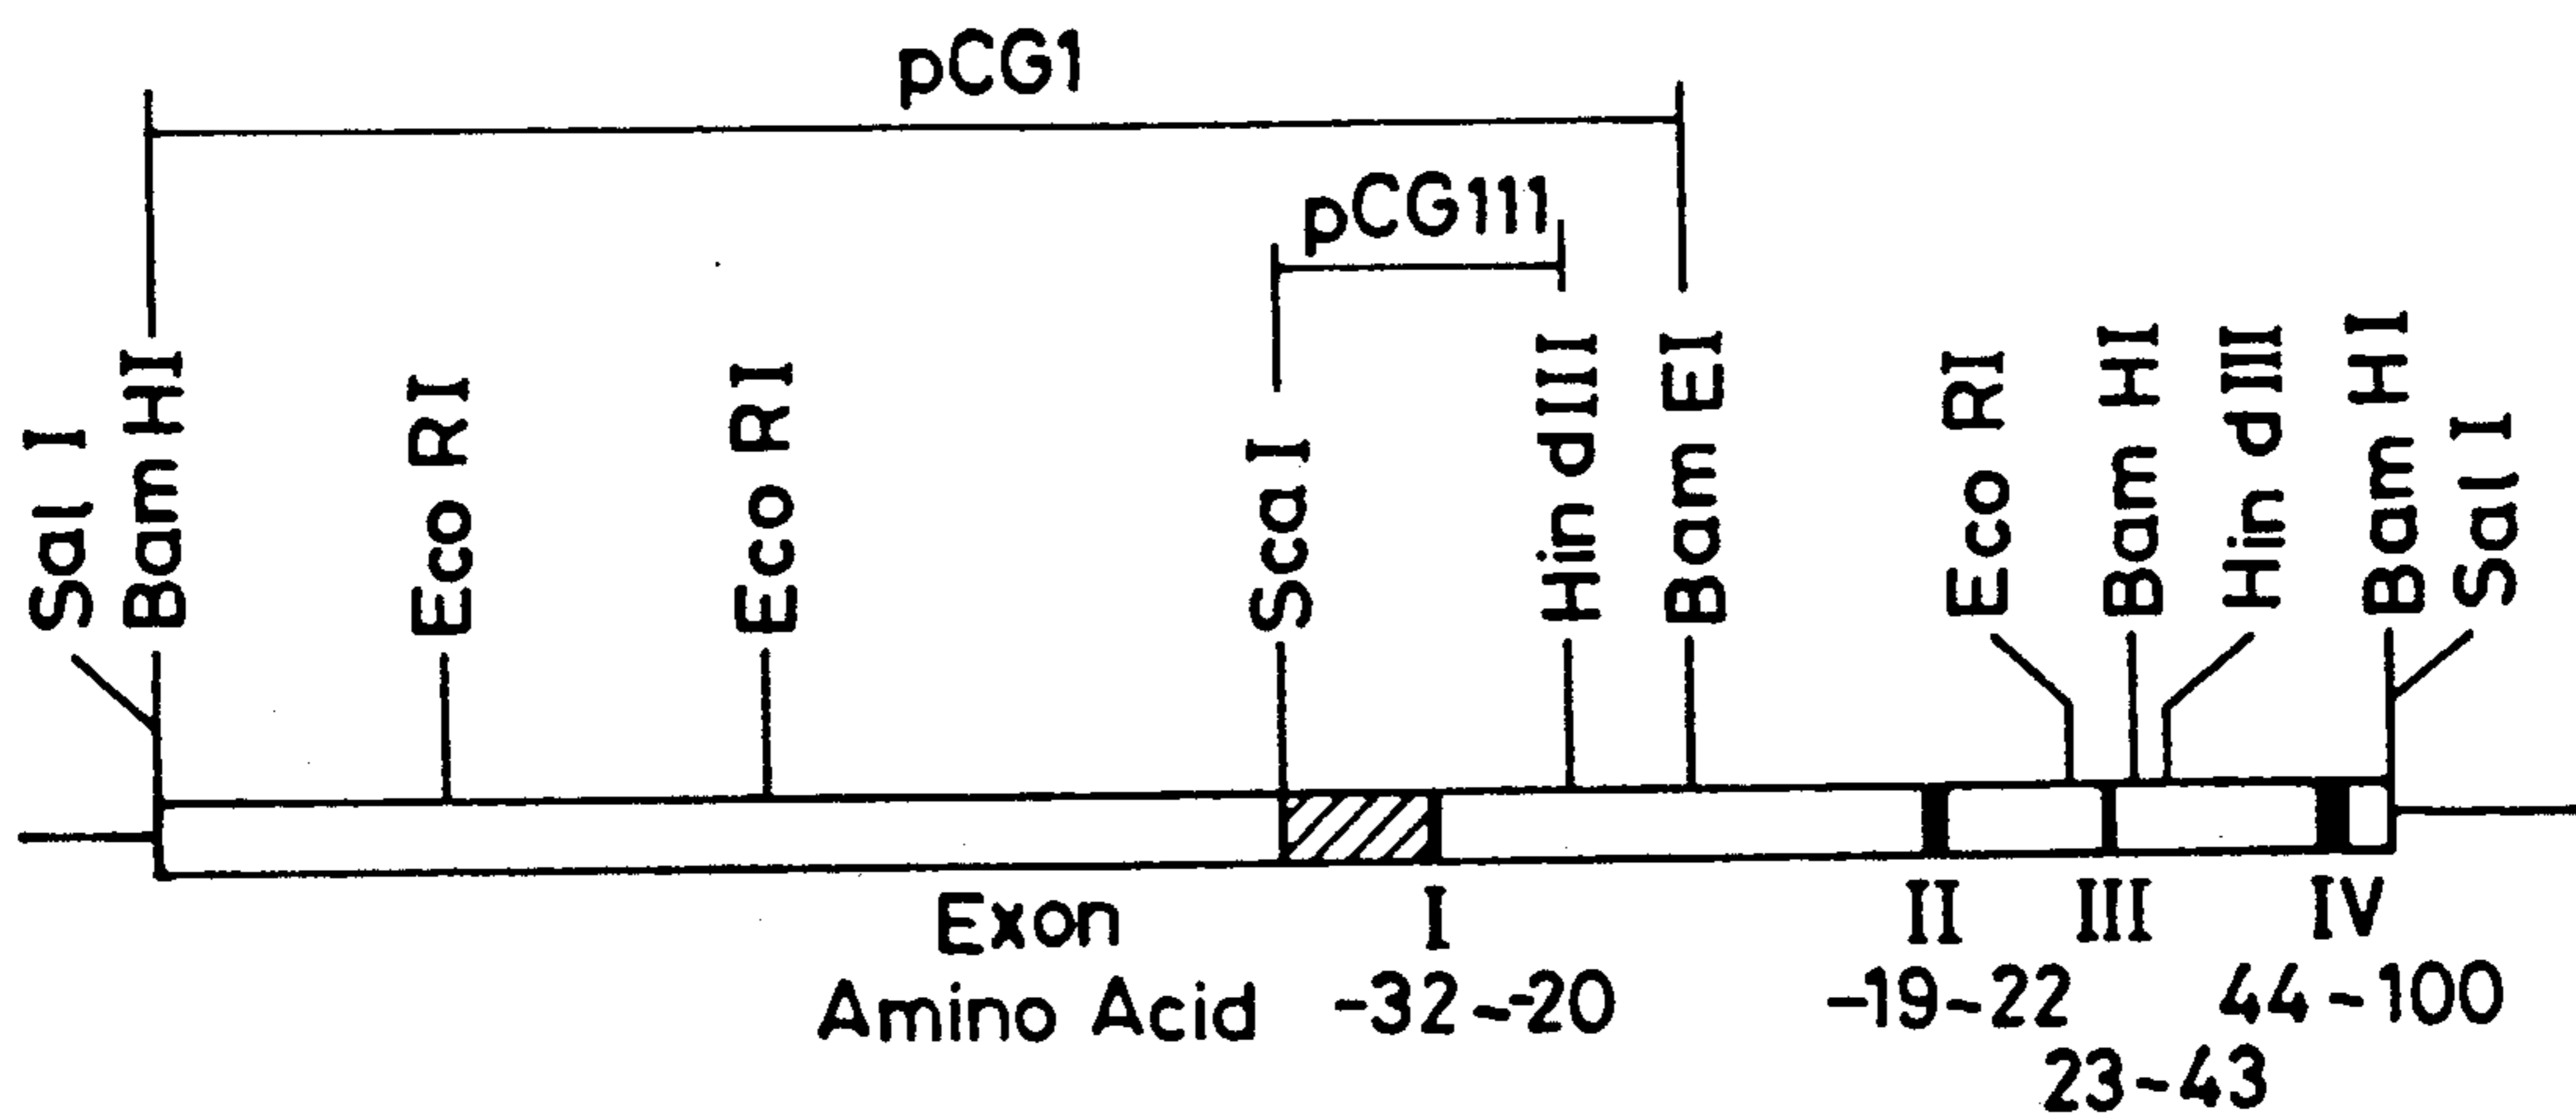 pCG1
pCG111
Sal I
Bam HI
Eco RI
Eco RI
Sca I
Hin dIII
Bam EI
Eco RI
Bam HI
Hin dIII
Bam HI
Sal I
Exon I II III IV
Amino Acid -32~-20 -19~22 44~100
23~43